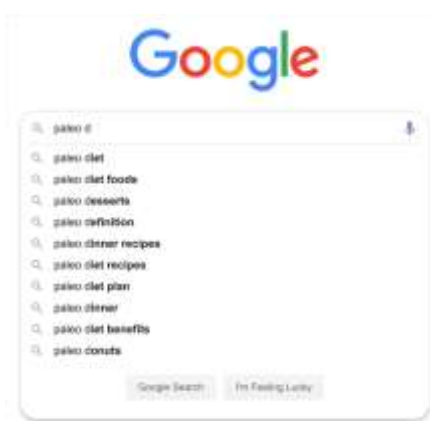 Google
paleo d
paleo diet
paleo diet foods
paleo desserts
paleo definition
paleo dinner recipes
paleo diet recipes
paleo diet plan
paleo dinner
paleo diet benefits
paleo donuts
Google Search I'm Feeling Lucky